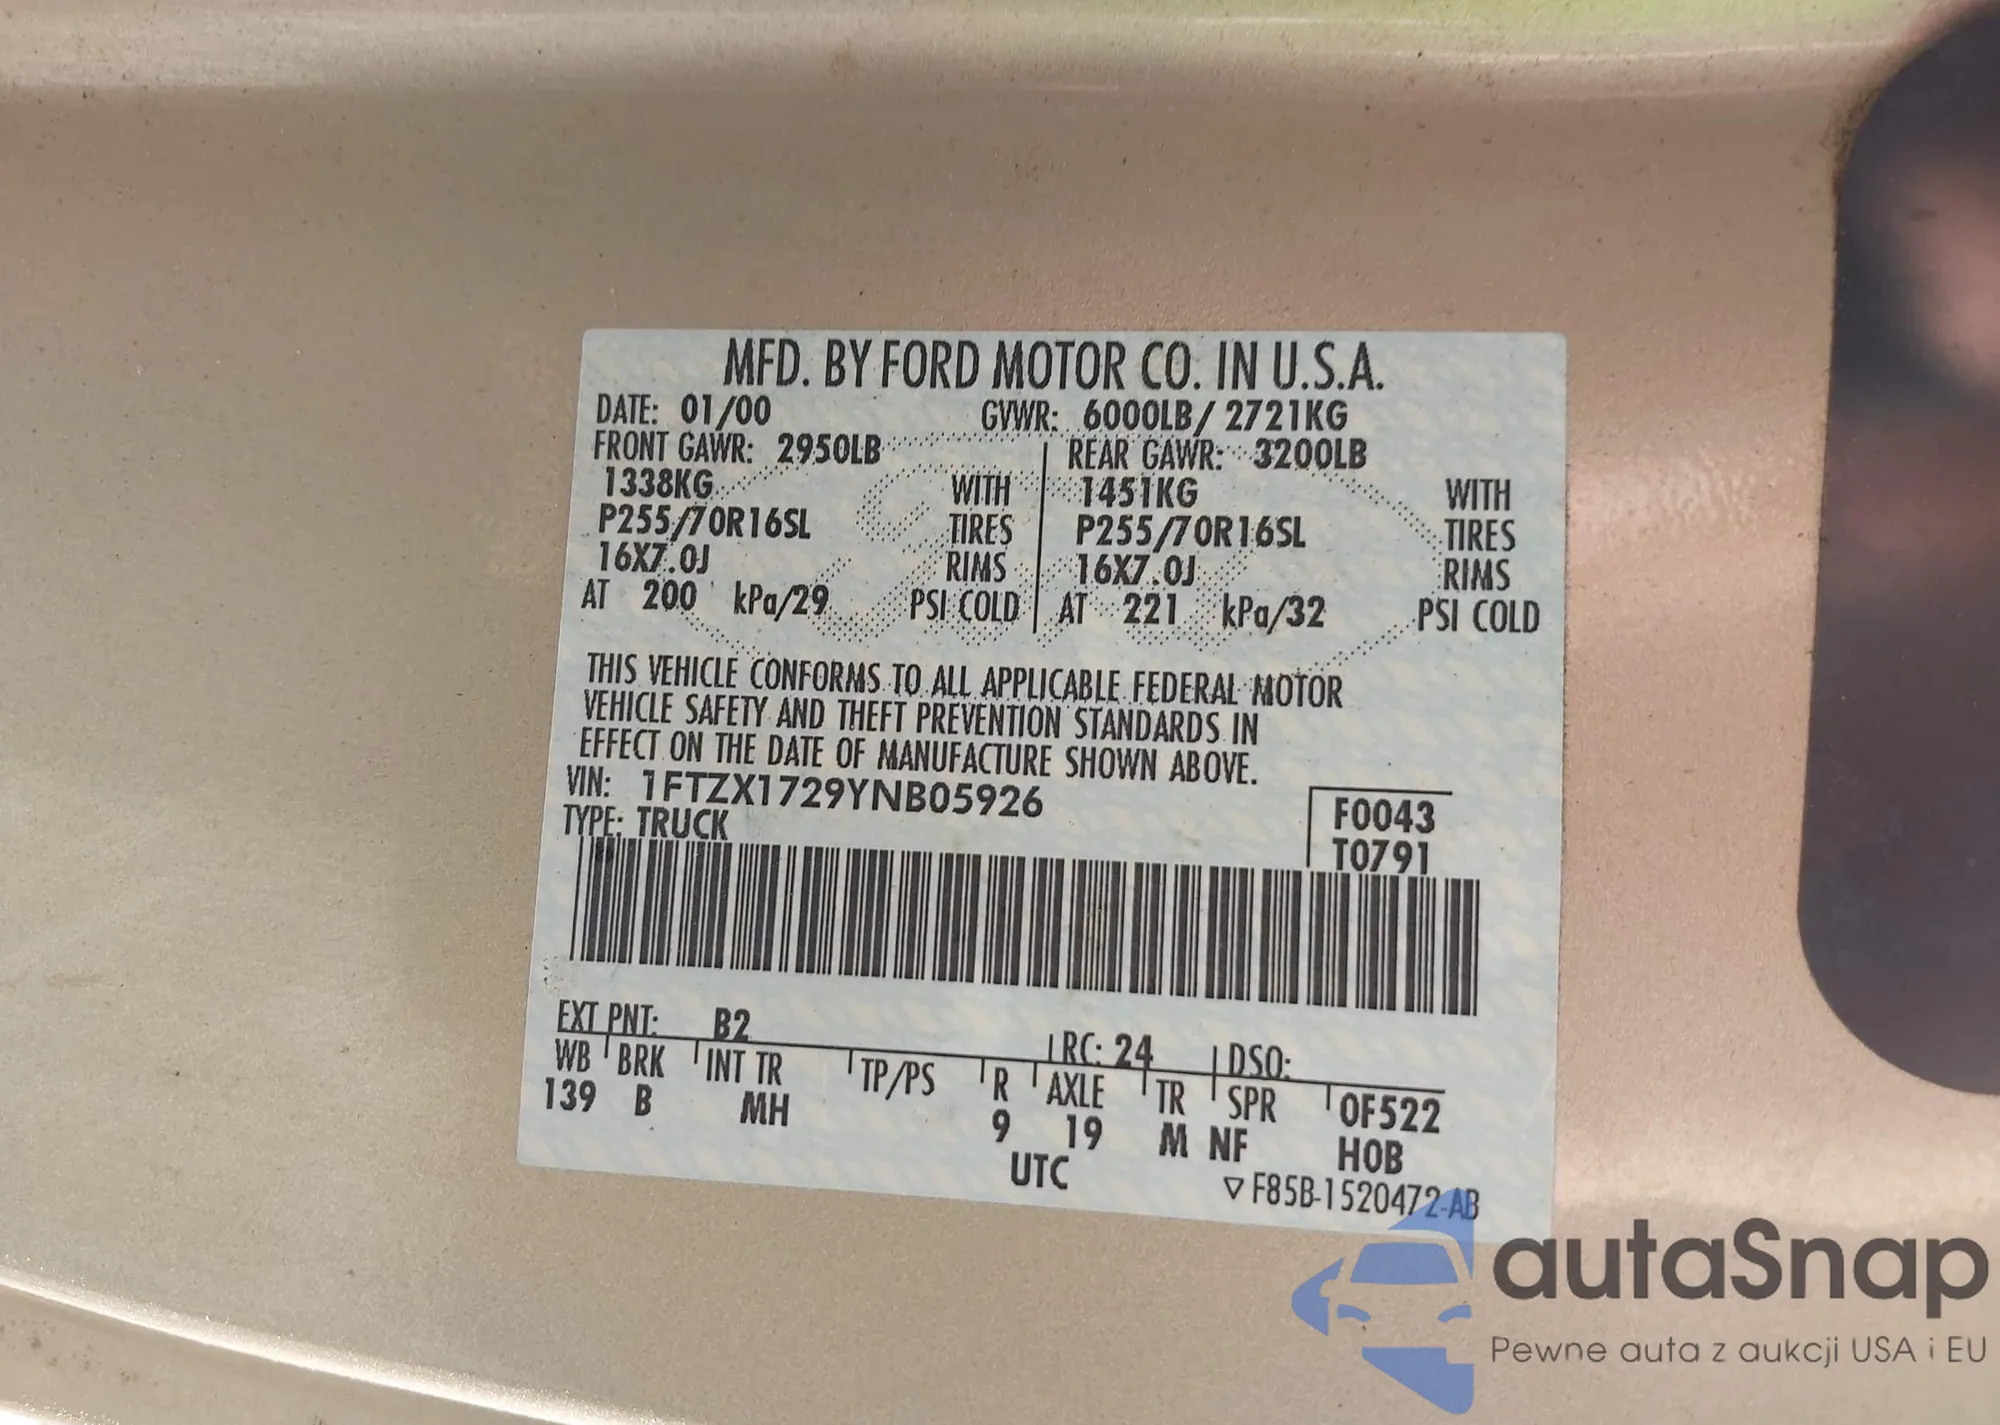 MFD. BY FORD MOTOR CO. IN U.S.A.
DATE: 01/00 GVWR: 6000LB/ 2721KG
FRONT GAWR: 2950LB REAR GAWR: 3200LB
1338KG WITH 1451KG WITH
P255/70R16SL TIRES P255/70R16SL TIRES
16X7.0J RIMS 16X7.0J RIMS
AT 200 kPa/29 PSI COLD AT 221 kPa/32 PSI COLD
THIS VEHICLE CONFORMS TO ALL APPLICABLE FEDERAL MOTOR
VEHICLE SAFETY AND THEFT PREVENTION STANDARDS IN
EFFECT ON THE DATE OF MANUFACTURE SHOWN ABOVE.
VIN: 1FTZX1729YNB05926
F0043
TYPE: TRUCK
T0791
EXT PNT: B2 RC: 24 DSO:
WB BRK INT TR TP/PS R AXLE TR SPR 0F522
139 B MH 9 19 M NF H0B
UTC
▽ F85B-1520472-AB
autaSnap
Pewne auta z aukcji USA i EU